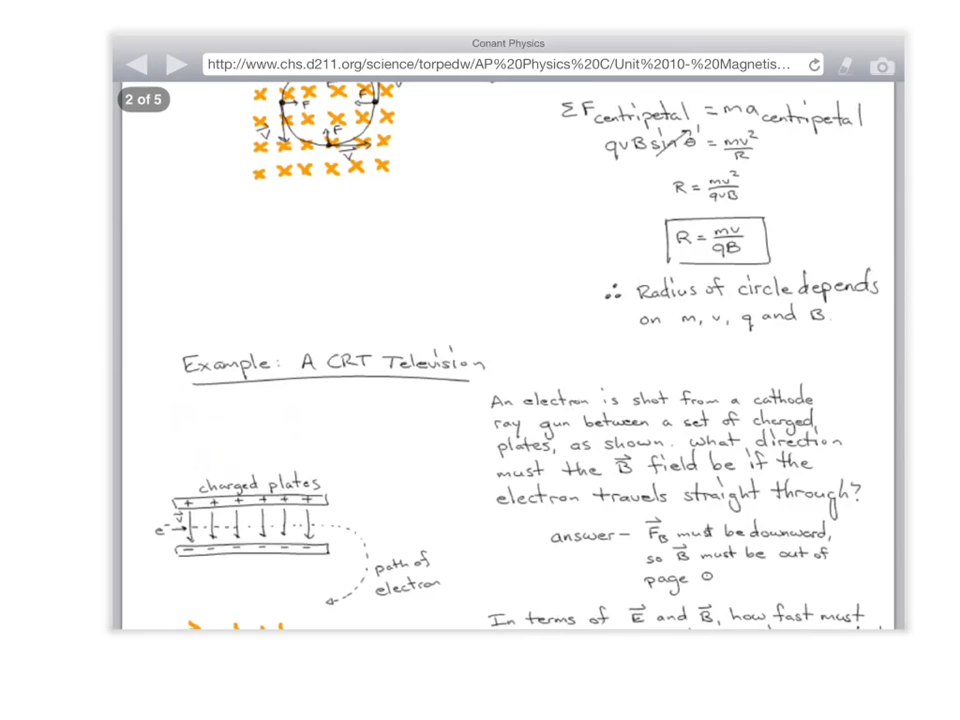 Conant Physics
http://www.chs.d211.org/science/torpedw/AP%20Physics%20C/Unit%2010-%20Magnetis...
2 of 5
F
F
V
F
V
ΣF centripetal = ma centripetal
qvB sin θ = mv²/R
1
R = mv²/qvB
R = mv/qB
∴ Radius of circle depends
on m, v, q and B.
Example: A CRT Television
An electron is shot from a cathode
ray gun between a set of charged
plates, as shown. What direction
must the B⃗ field be if the
electron travels straight through?
charged plates
+ + + + + +
v⃗
e⁻
- - - - - -
path of
electron
answer - F⃗_B must be downward,
so B⃗ must be out of
page ⊙
In terms of E⃗ and B⃗, how fast must